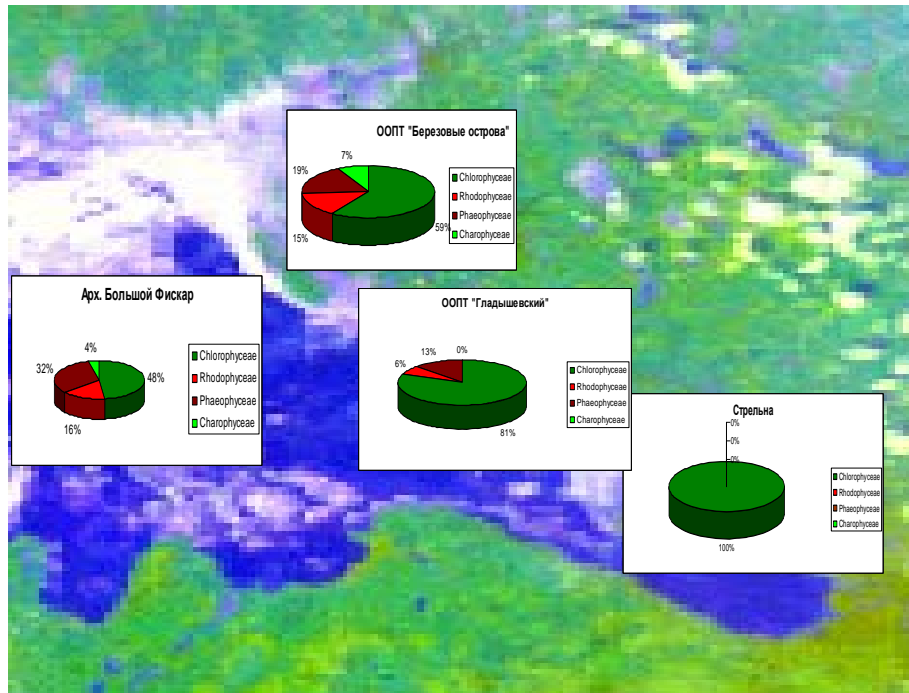 ООПТ "Березовые острова"
19%
7%
15%
59%
Chlorophyceae
Rhodophyceae
Phaeophyceae
Charophyceae
Арх. Большой Фискар
4%
32%
48%
16%
Chlorophyceae
Rhodophyceae
Phaeophyceae
Charophyceae
ООПТ "Гладышевский"
13%
0%
6%
81%
Chlorophyceae
Rhodophyceae
Phaeophyceae
Charophyceae
Стрельна
0%
0%
0%
100%
Chlorophyceae
Rhodophyceae
Phaeophyceae
Charophyceae